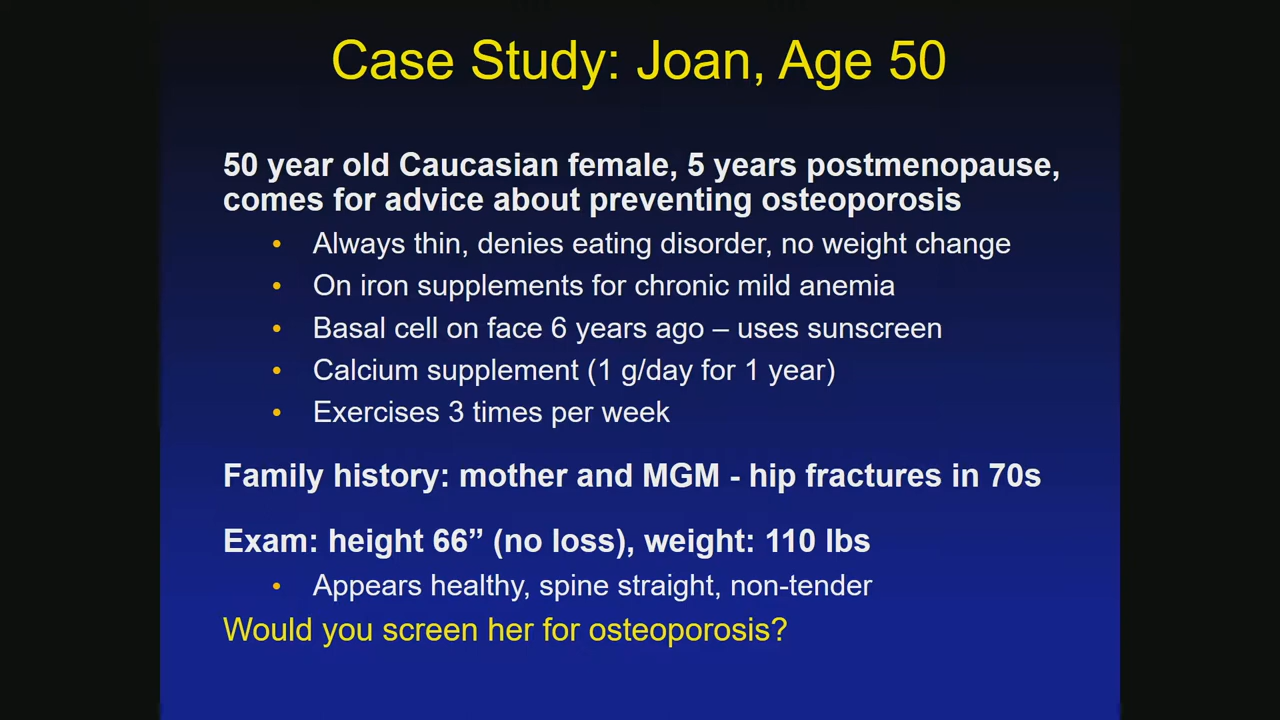 Case Study: Joan, Age 50
50 year old Caucasian female, 5 years postmenopause,
comes for advice about preventing osteoporosis
• Always thin, denies eating disorder, no weight change
• On iron supplements for chronic mild anemia
• Basal cell on face 6 years ago – uses sunscreen
• Calcium supplement (1 g/day for 1 year)
• Exercises 3 times per week
Family history: mother and MGM - hip fractures in 70s
Exam: height 66” (no loss), weight: 110 lbs
• Appears healthy, spine straight, non-tender
Would you screen her for osteoporosis?